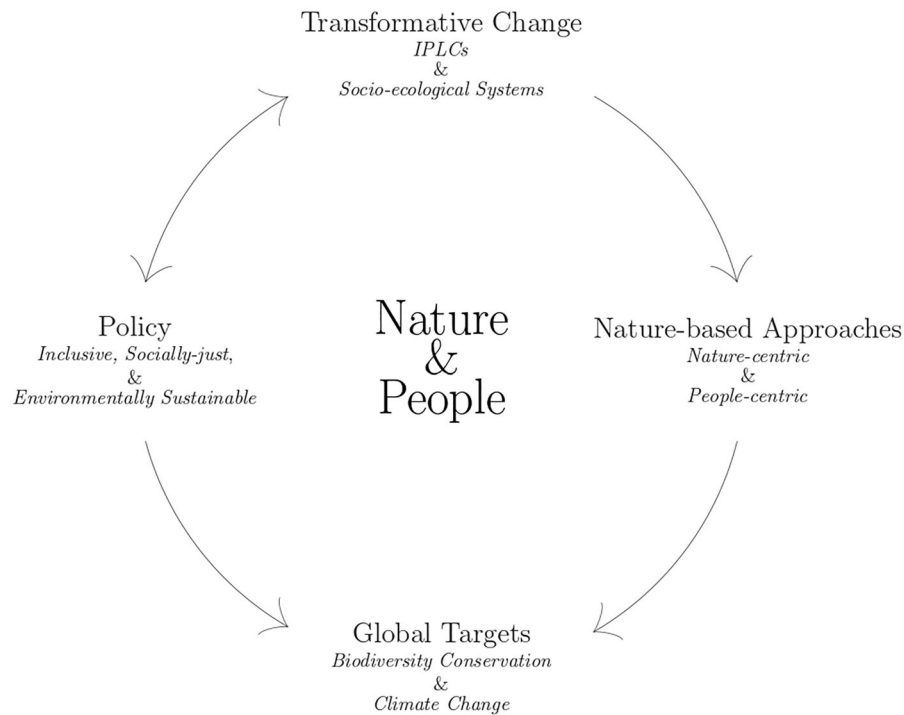 Transformative Change
IPLCs
&
Socio-ecological Systems
Policy
Inclusive, Socially-just,
&
Environmentally Sustainable
Nature
&
People
Nature-based Approaches
Nature-centric
&
People-centric
Global Targets
Biodiversity Conservation
&
Climate Change